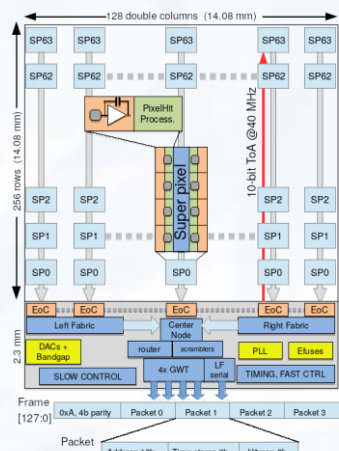 128 double columns (14.08 mm)
256 rows (14.08 mm)
SP63 SP63 SP63 SP63 SP63
SP62 SP62 SP62 SP62 SP62
PixelHit
Process.
10-bit ToA @40 MHz
Super pixel
SP2 SP2 SP2 SP2
SP1 SP1 SP1 SP1
SP0 SP0 SP0 SP0 SP0
2.3 mm
EoC EoC EoC EoC EoC
Left Fabric
Center
Node
Right Fabric
DACs +
Bandgap
router
scramblers
PLL
Efuses
4x GWT
LF
serial
SLOW CONTROL
TIMING, FAST CTRL
Frame
[127:0]
0xA, 4b parity
Packet 0
Packet 1
Packet 2
Packet 3
Packet